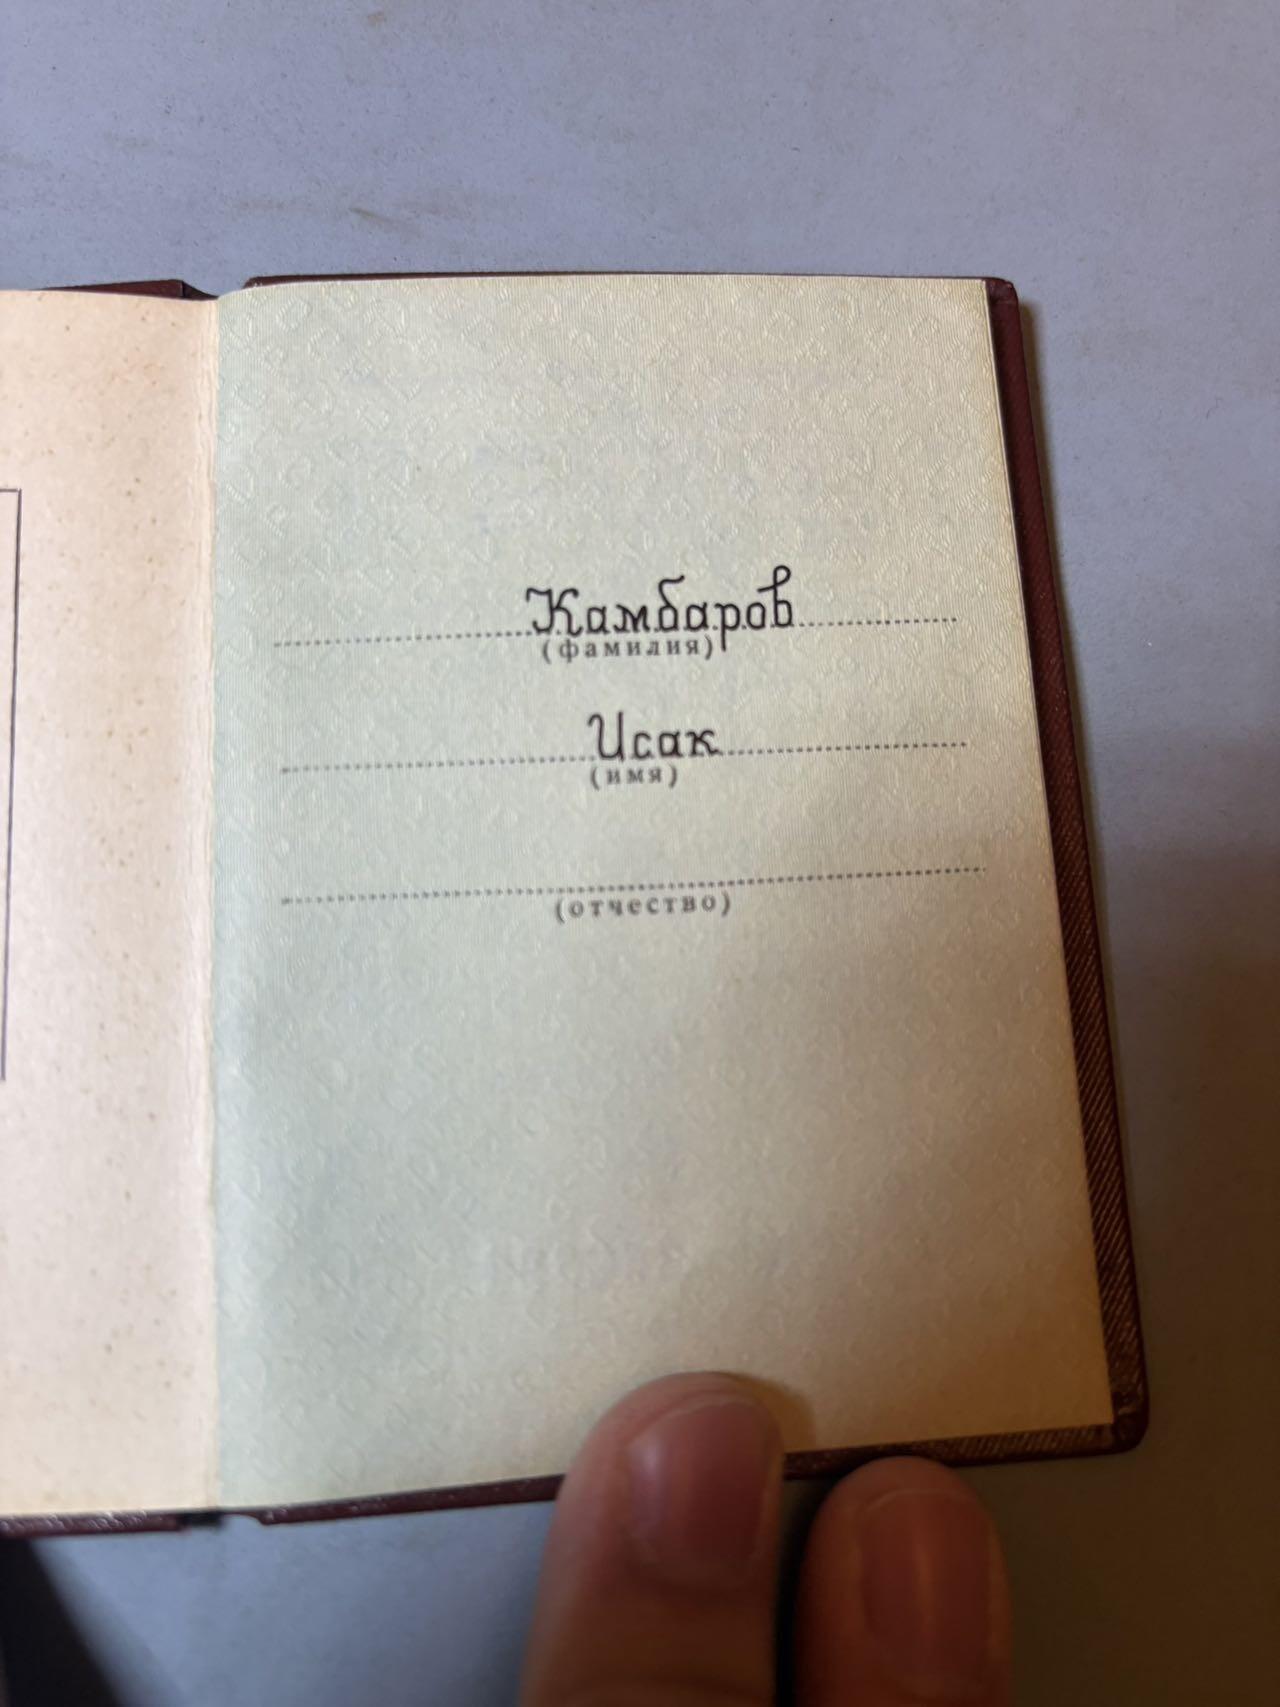 Камбаров
(фамилия)
Исак
(имя)
(отчество)